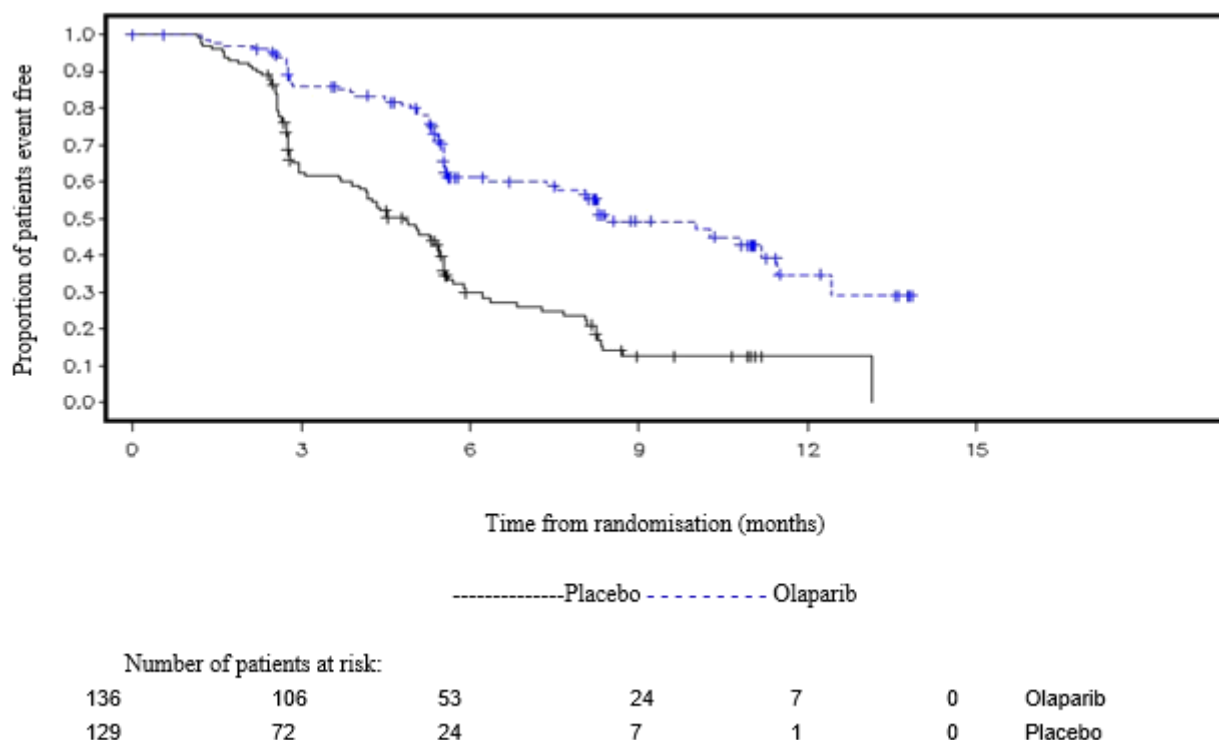 Proportion of patients event free
1.0
0.9
0.8
0.7
0.6
0.5
0.4
0.3
0.2
0.1
0.0
0 3 6 9 12 15
Time from randomisation (months)
Placebo Olaparib
Number of patients at risk:
136 106 53 24 7 0 Olaparib
129 72 24 7 1 0 Placebo